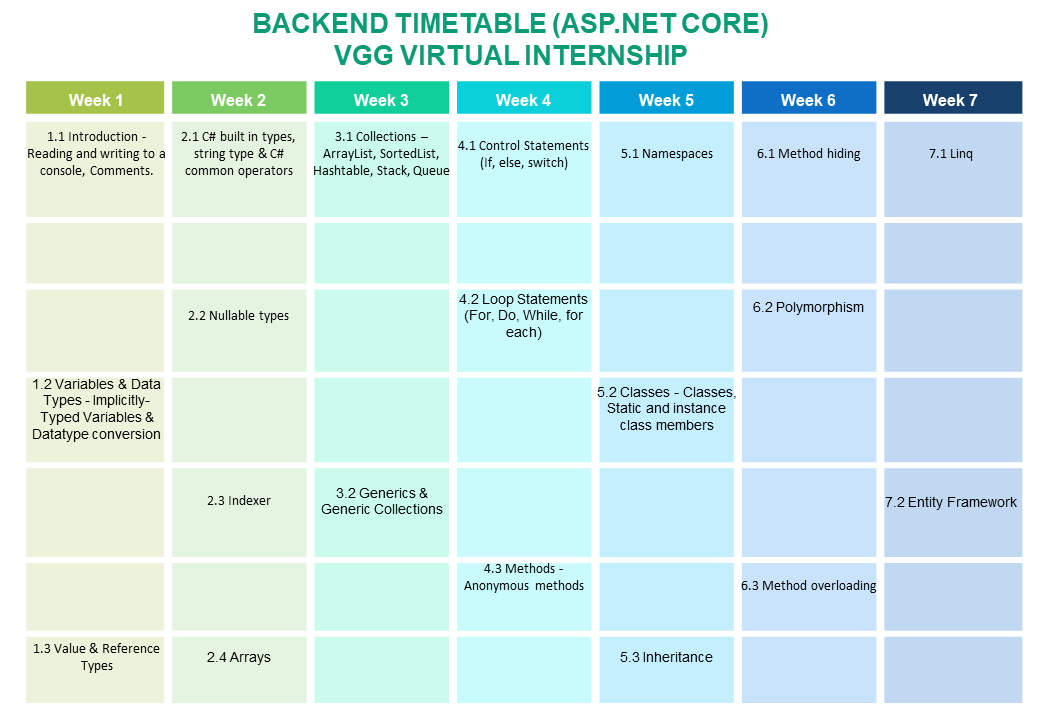 BACKEND TIMETABLE (ASP.NET CORE)
VGG VIRTUAL INTERNSHIP
Week 1
Week 2
Week 3
Week 4
Week 5
Week 6
Week 7
1.1 Introduction -
Reading and writing to a
console, Comments.
2.1 C# built in types,
string type & C#
common operators
3.1 Collections –
ArrayList, SortedList,
Hashtable, Stack, Queue
4.1 Control Statements
(If, else, switch)
5.1 Namespaces
6.1 Method hiding
7.1 Linq
2.2 Nullable types
4.2 Loop Statements
(For, Do, While, for
each)
6.2 Polymorphism
1.2 Variables & Data
Types - Implicitly-
Typed Variables &
Datatype conversion
5.2 Classes - Classes,
Static and instance
class members
2.3 Indexer
3.2 Generics &
Generic Collections
7.2 Entity Framework
4.3 Methods -
Anonymous methods
6.3 Method overloading
1.3 Value & Reference
Types
2.4 Arrays
5.3 Inheritance